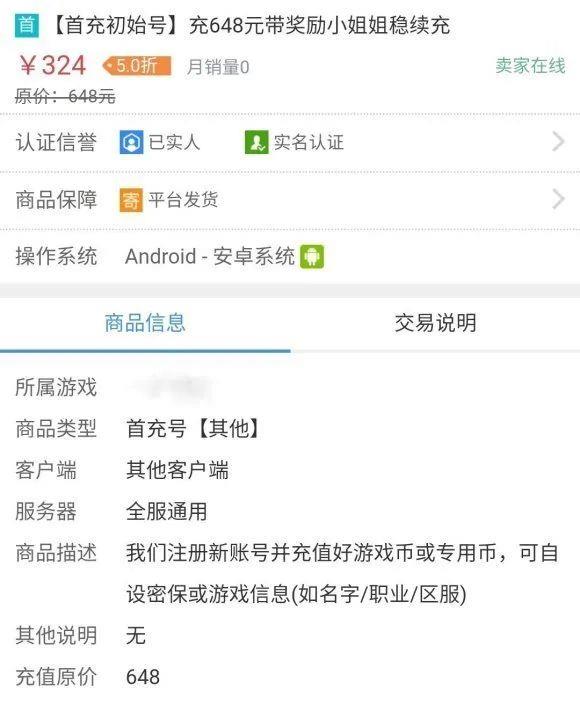 首 【首充初始号】充648元带奖励小姐姐稳续充
￥324 5.0折 月销量0 卖家在线
原价：648元
认证信誉 已实人 实名认证
商品保障 寄 平台发货
操作系统 Android - 安卓系统
商品信息 交易说明
所属游戏
商品类型 首充号【其他】
客户端 其他客户端
服务器 全服通用
商品描述 我们注册新账号并充值好游戏币或专用币，可自
设密保或游戏信息(如名字/职业/区服)
其他说明 无
充值原价 648